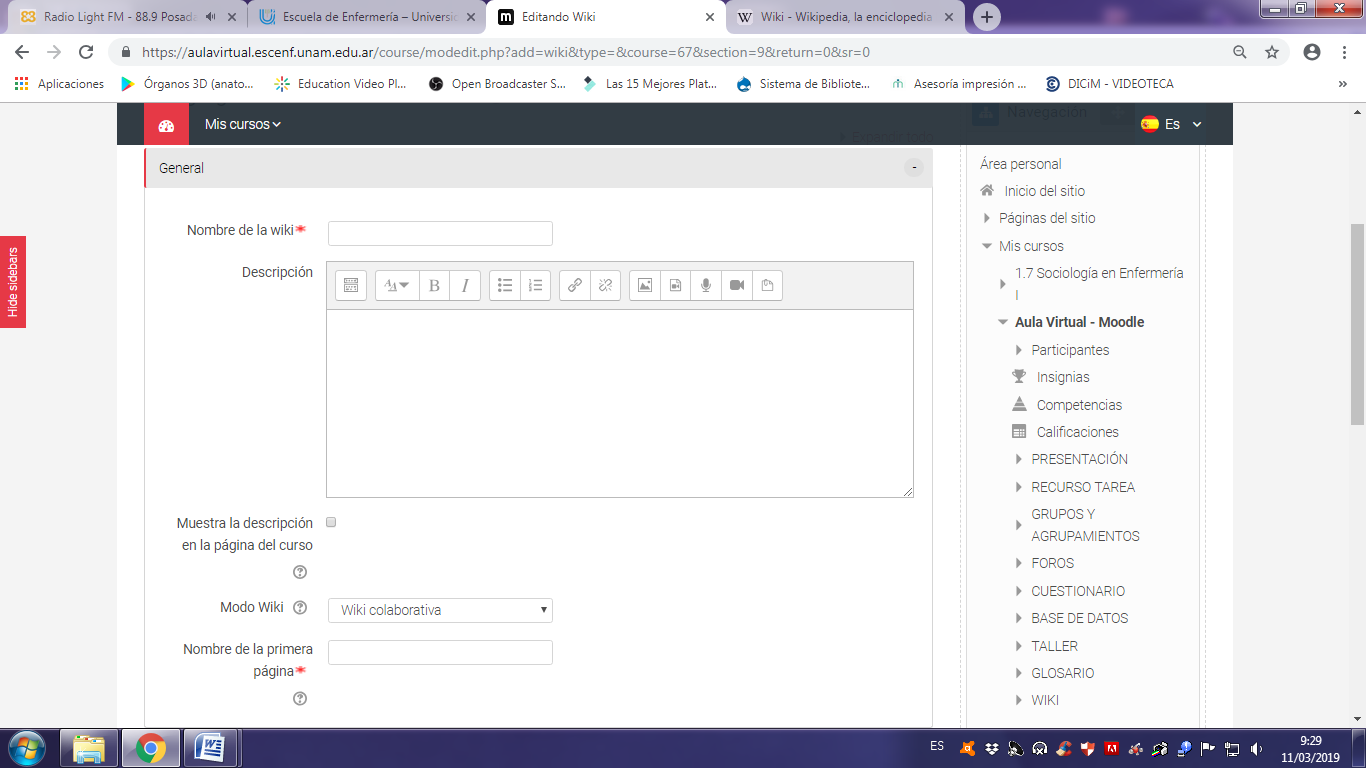 Radio Light FM - 88.9 Posada
Escuela de Enfermería – Universi
Editando Wiki
Wiki - Wikipedia, la enciclopedia
https://aulavirtual.escenf.unam.edu.ar/course/modedit.php?add=wiki&type=&course=67&section=9&return=0&sr=0
Aplicaciones
Órganos 3D (anato...
Education Video Pl...
Open Broadcaster S...
Las 15 Mejores Plat...
Sistema de Bibliote...
Asesoría impresión ...
DICiM - VIDEOTECA
»
Mis cursos
Navegación
Es
Expandir todo
General
-
Nombre de la wiki
Descripción
Muestra la descripción
en la página del curso
Modo Wiki
Wiki colaborativa
Nombre de la primera
página
Hide sidebars
Área personal
Inicio del sitio
Páginas del sitio
Mis cursos
1.7 Sociología en Enfermería
I
Aula Virtual - Moodle
Participantes
Insignias
Competencias
Calificaciones
PRESENTACIÓN
RECURSO TAREA
GRUPOS Y
AGRUPAMIENTOS
FOROS
CUESTIONARIO
BASE DE DATOS
TALLER
GLOSARIO
WIKI
ES
9:29
11/03/2019